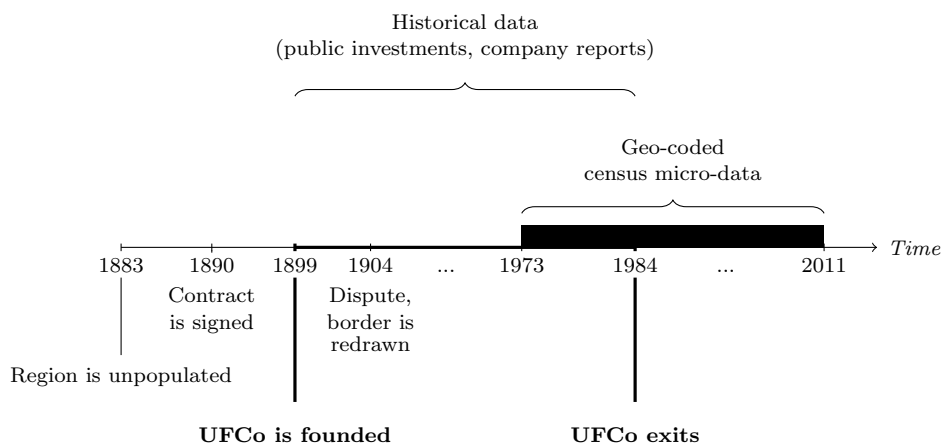 Historical data
(public investments, company reports)
Geo-coded
census micro-data
Time
1883 1890 1899 1904 ... 1973 1984 ... 2011
Contract
is signed
Dispute,
border is
redrawn
Region is unpopulated
UFCo is founded
UFCo exits